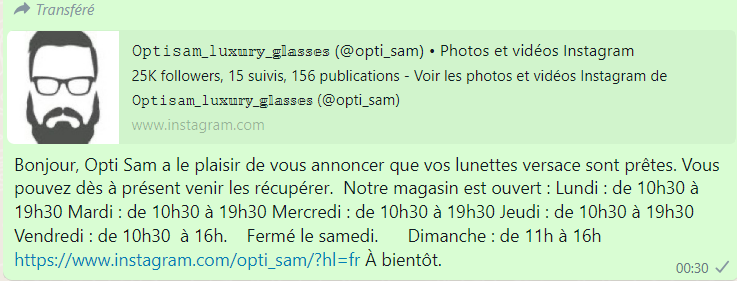 Transféré
Optisam_luxury_glasses (@opti_sam) • Photos et vidéos Instagram
25K followers, 15 suivis, 156 publications - Voir les photos et vidéos Instagram de
Optisam_luxury_glasses (@opti_sam)
www.instagram.com
Bonjour, Opti Sam a le plaisir de vous annoncer que vos lunettes versace sont prêtes. Vous
pouvez dès à présent venir les récupérer.  Notre magasin est ouvert : Lundi : de 10h30 à
19h30 Mardi : de 10h30 à 19h30 Mercredi : de 10h30 à 19h30 Jeudi : de 10h30 à 19h30
Vendredi : de 10h30  à 16h.    Fermé le samedi.      Dimanche : de 11h à 16h
https://www.instagram.com/opti_sam/?hl=fr À bientôt.
00:30